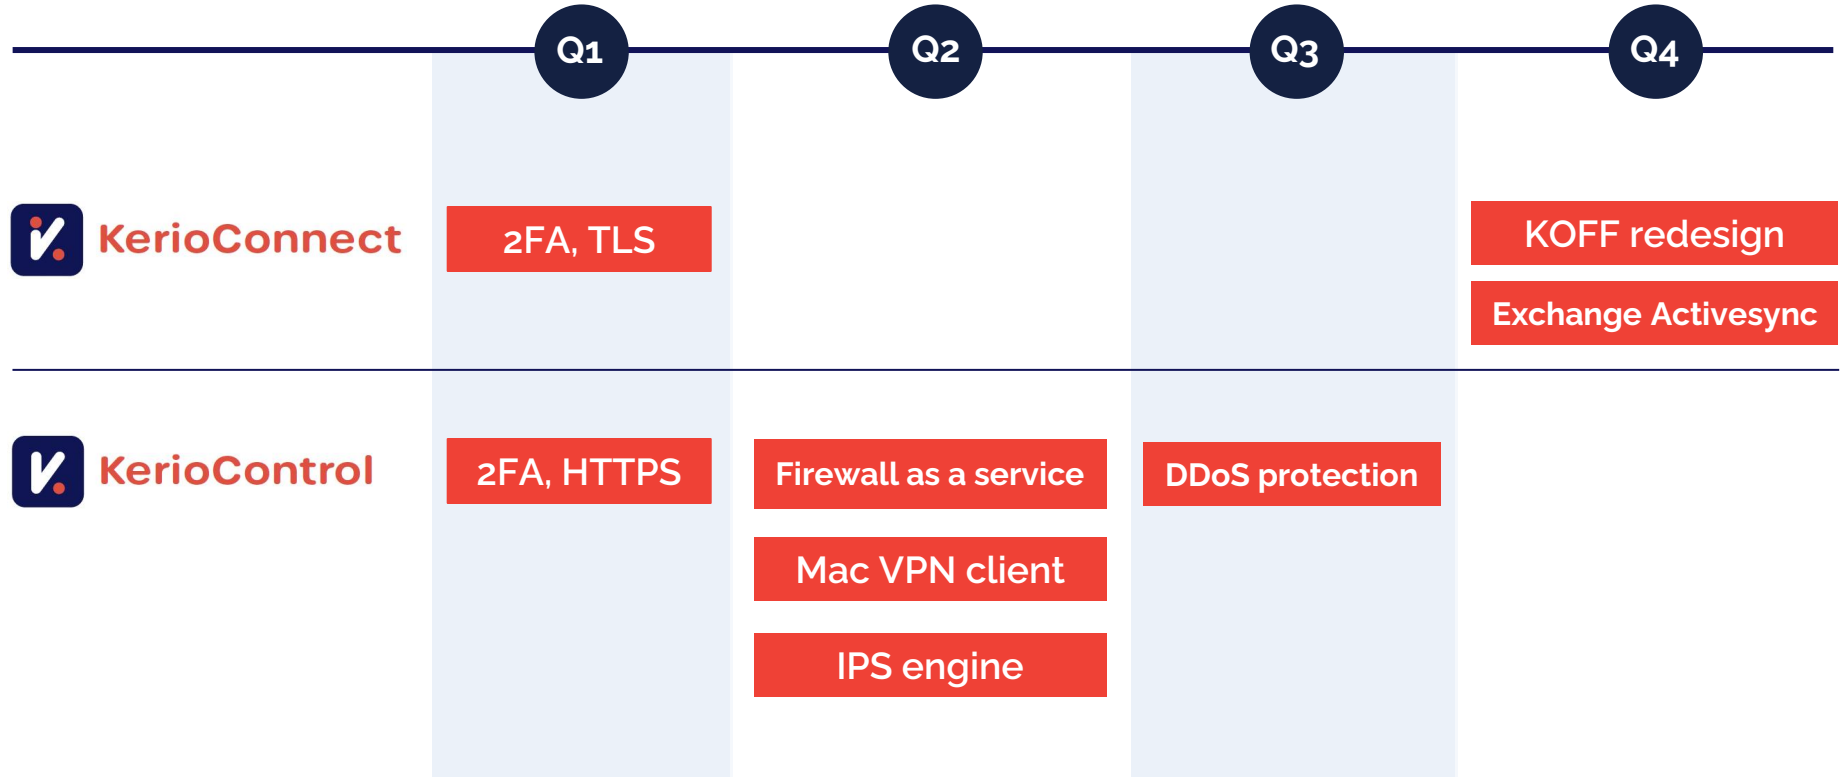 Q1
Q2
Q3
Q4
KerioConnect
2FA, TLS
KOFF redesign
Exchange Activesync
KerioControl
2FA, HTTPS
Firewall as a service
DDoS protection
Mac VPN client
IPS engine